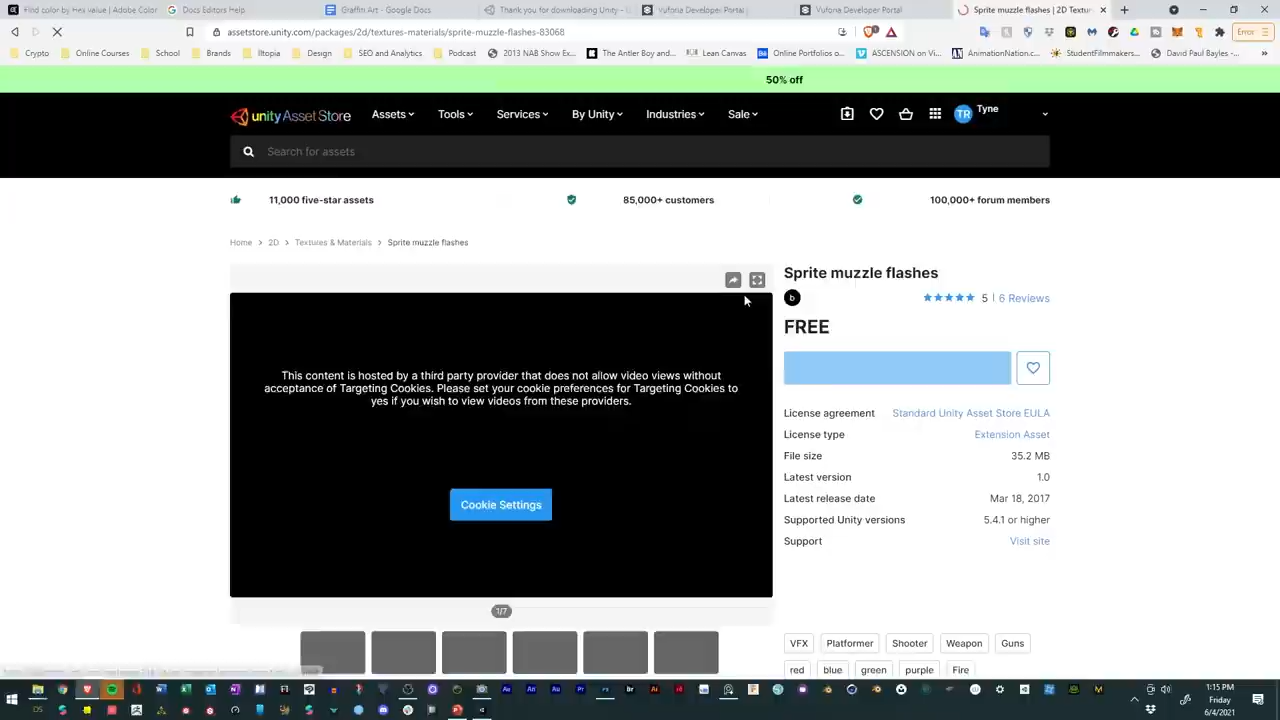 Find color by Hex value | Adobe
Docs Editors Help
Graffin Art - Google Docs
Thank you for downloading Unity - U
Vuforia Developer Portal
Vuforia Developer Portal
Sprite muzzle flashes | 2D Textur
assetstore.unity.com/packages/2d/textures-materials/sprite-muzzle-flashes-83068
Error
Crypto
Online Courses
School
Brands
Illtopia
Design
SEO and Analytics
Podcast
2013 NAB Show Ex...
The Antler Boy and...
Lean Canvas
Online Portfolios o...
ASCENSION on Vi...
AnimationNation.c...
StudentFilmmakers...
David Paul Bayles -...
50% off
unity Asset Store
Assets
Tools
Services
By Unity
Industries
Sale
TR
Tyne
Search for assets
11,000 five-star assets
85,000+ customers
100,000+ forum members
Home > 2D > Textures & Materials > Sprite muzzle flashes
This content is hosted by a third party provider that does not allow video views without
acceptance of Targeting Cookies. Please set your cookie preferences for Targeting Cookies to
yes if you wish to view videos from these providers.
Cookie Settings
1/7
Sprite muzzle flashes
b
5 | 6 Reviews
FREE
License agreement Standard Unity Asset Store EULA
License type Extension Asset
File size 35.2 MB
Latest version 1.0
Latest release date Mar 18, 2017
Supported Unity versions 5.4.1 or higher
Support Visit site
VFX
Platformer
Shooter
Weapon
Guns
red
blue
green
purple
Fire
1:15 PM
Friday
6/4/2021